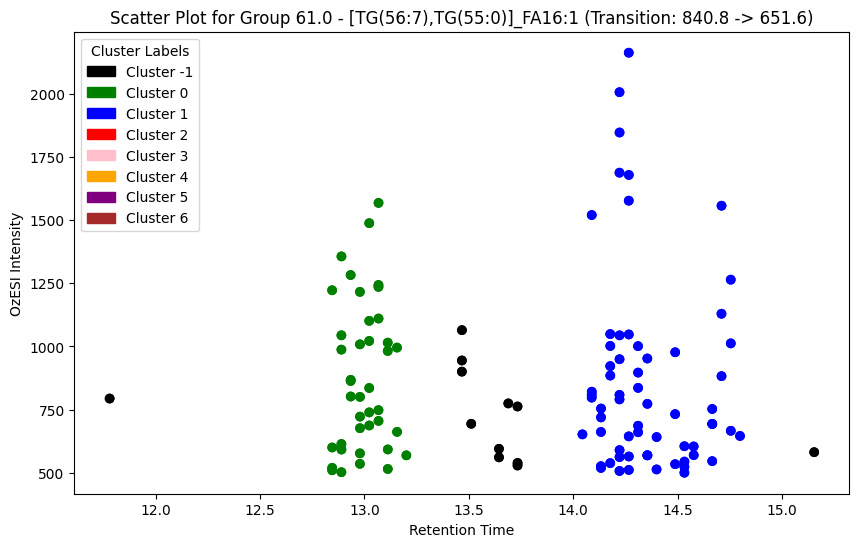 Scatter Plot for Group 61.0 - [TG(56:7),TG(55:0)]_FA16:1 (Transition: 840.8 -> 651.6)
Cluster Labels
Cluster -1
Cluster 0
Cluster 1
Cluster 2
Cluster 3
Cluster 4
Cluster 5
Cluster 6
OzESI Intensity
2000
1750
1500
1250
1000
750
500
12.0
12.5
13.0
13.5
14.0
14.5
15.0
Retention Time